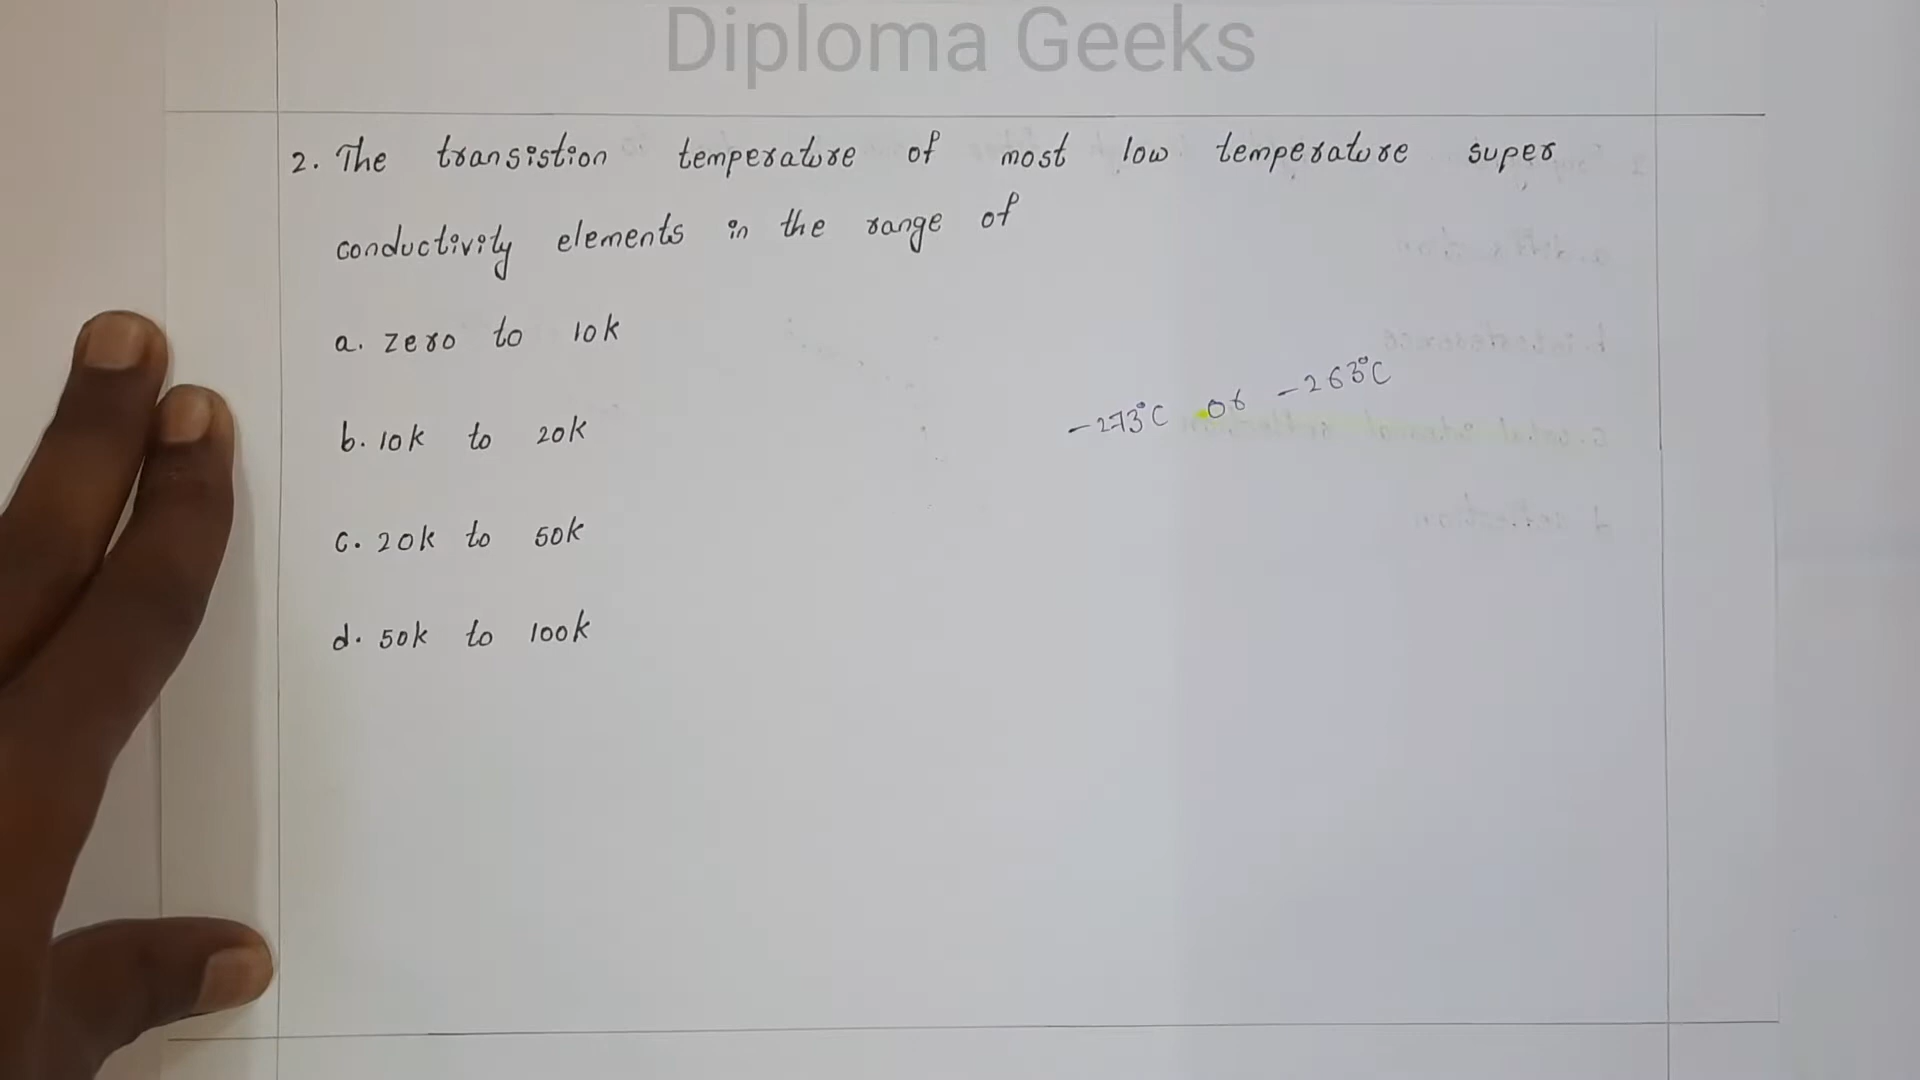 Diploma Geeks
2. The transistion temperature of most low temperature super
conductivity elements in the range of
a. zero to 10k
b. 10k to 20k
-273°C or -263°C
c. 20k to 50k
d. 50k to 100k